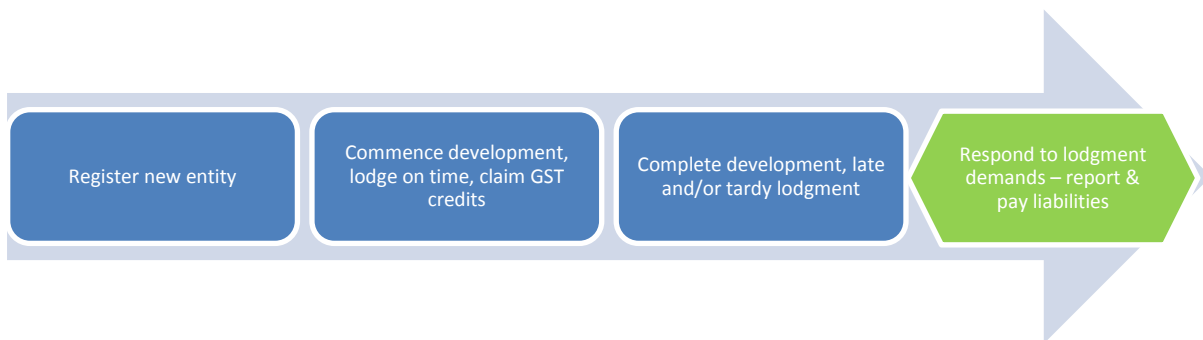 Register new entity
Commence development,
lodge on time, claim GST
credits
Complete development, late
and/or tardy lodgment
Respond to lodgment
demands – report &
pay liabilities